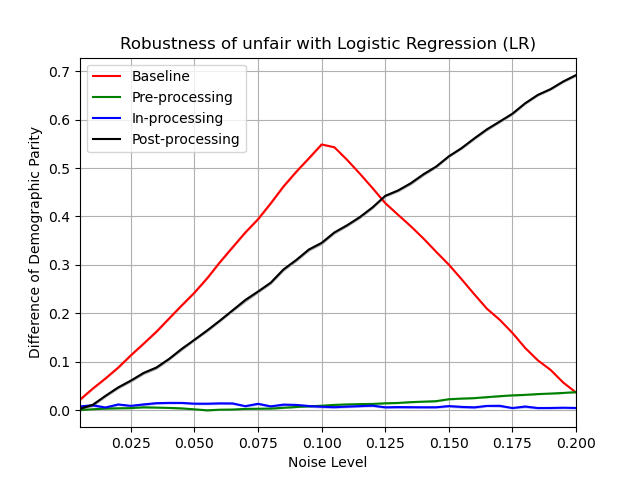 Robustness of unfair with Logistic Regression (LR)
Difference of Demographic Parity
0.7
0.6
0.5
0.4
0.3
0.2
0.1
0.0
Baseline
Pre-processing
In-processing
Post-processing
0.025 0.050 0.075 0.100 0.125 0.150 0.175 0.200
Noise Level